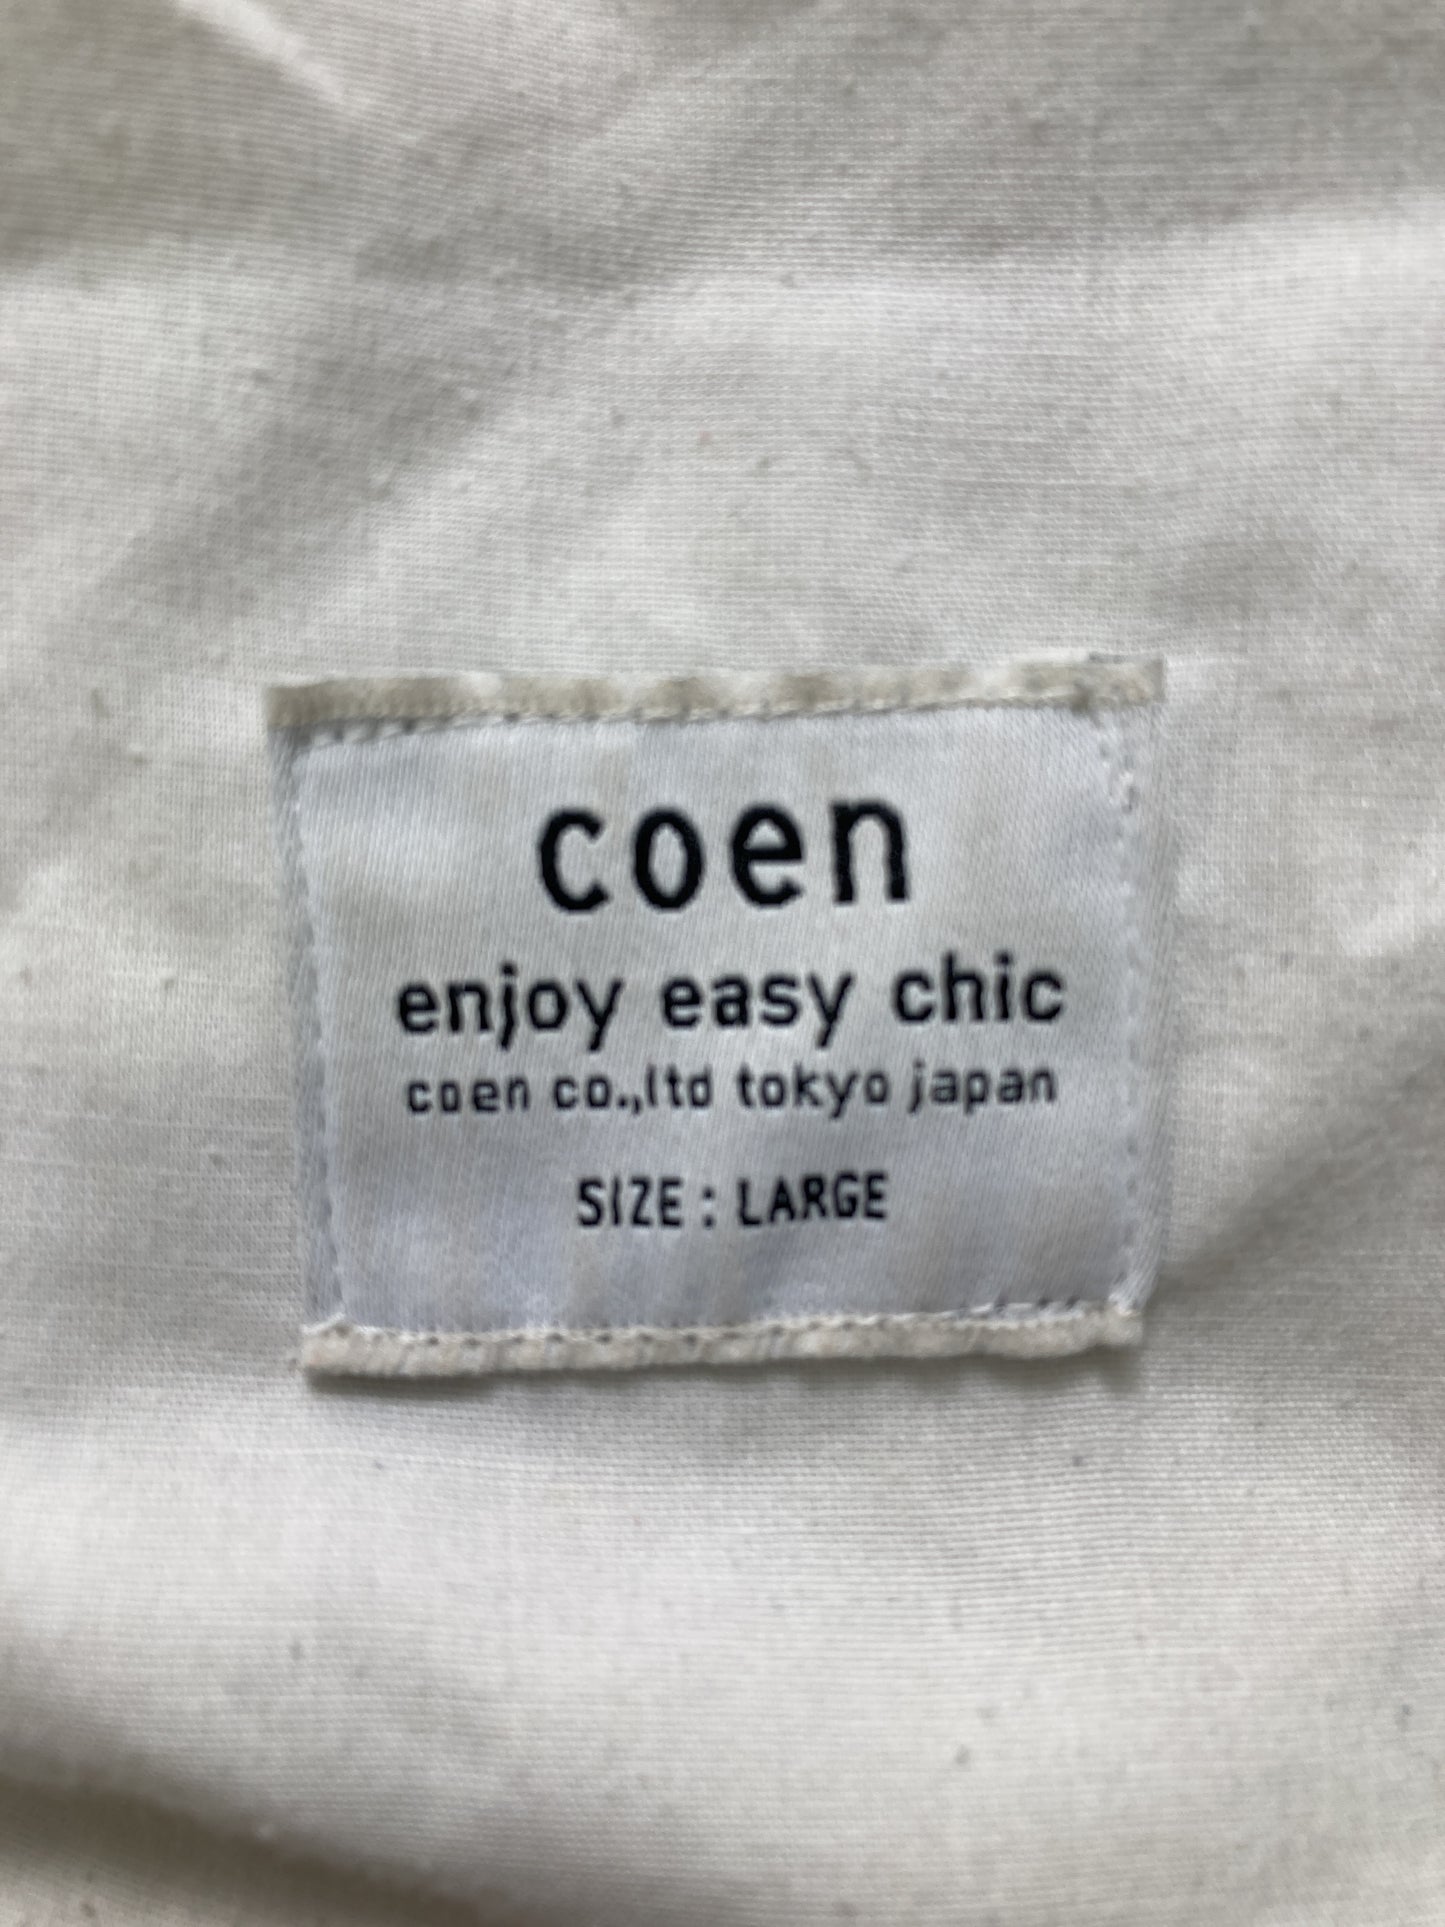 coen
enjoy easy chic
coen co.,ltd tokyo japan
SIZE : LARGE